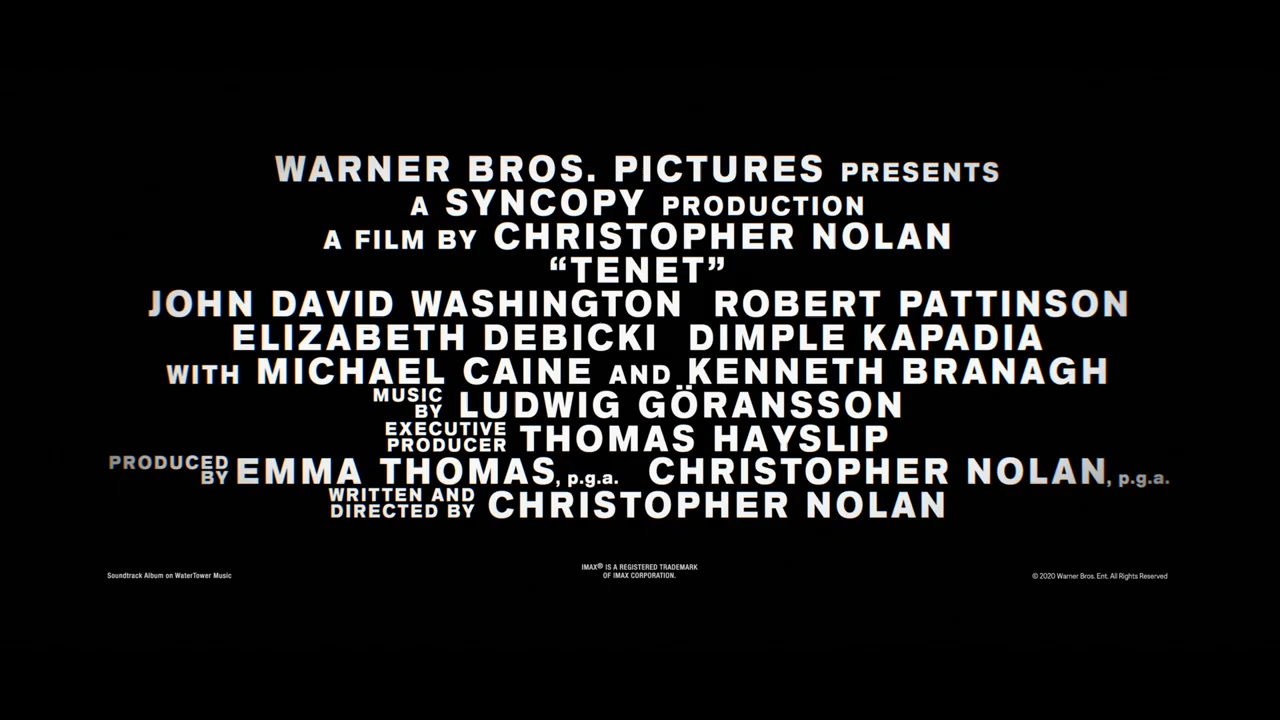 WARNER BROS. PICTURES PRESENTS
A SYNCOPY PRODUCTION
A FILM BY CHRISTOPHER NOLAN
“TENET”
JOHN DAVID WASHINGTON ROBERT PATTINSON
ELIZABETH DEBICKI DIMPLE KAPADIA
WITH MICHAEL CAINE AND KENNETH BRANAGH
MUSIC BY LUDWIG GÖRANSSON
EXECUTIVE PRODUCER THOMAS HAYSLIP
PRODUCED BY EMMA THOMAS, p.g.a. CHRISTOPHER NOLAN, p.g.a.
WRITTEN AND DIRECTED BY CHRISTOPHER NOLAN
Soundtrack Album on WaterTower Music
IMAX® IS A REGISTERED TRADEMARK
OF IMAX CORPORATION.
© 2020 Warner Bros. Ent. All Rights Reserved